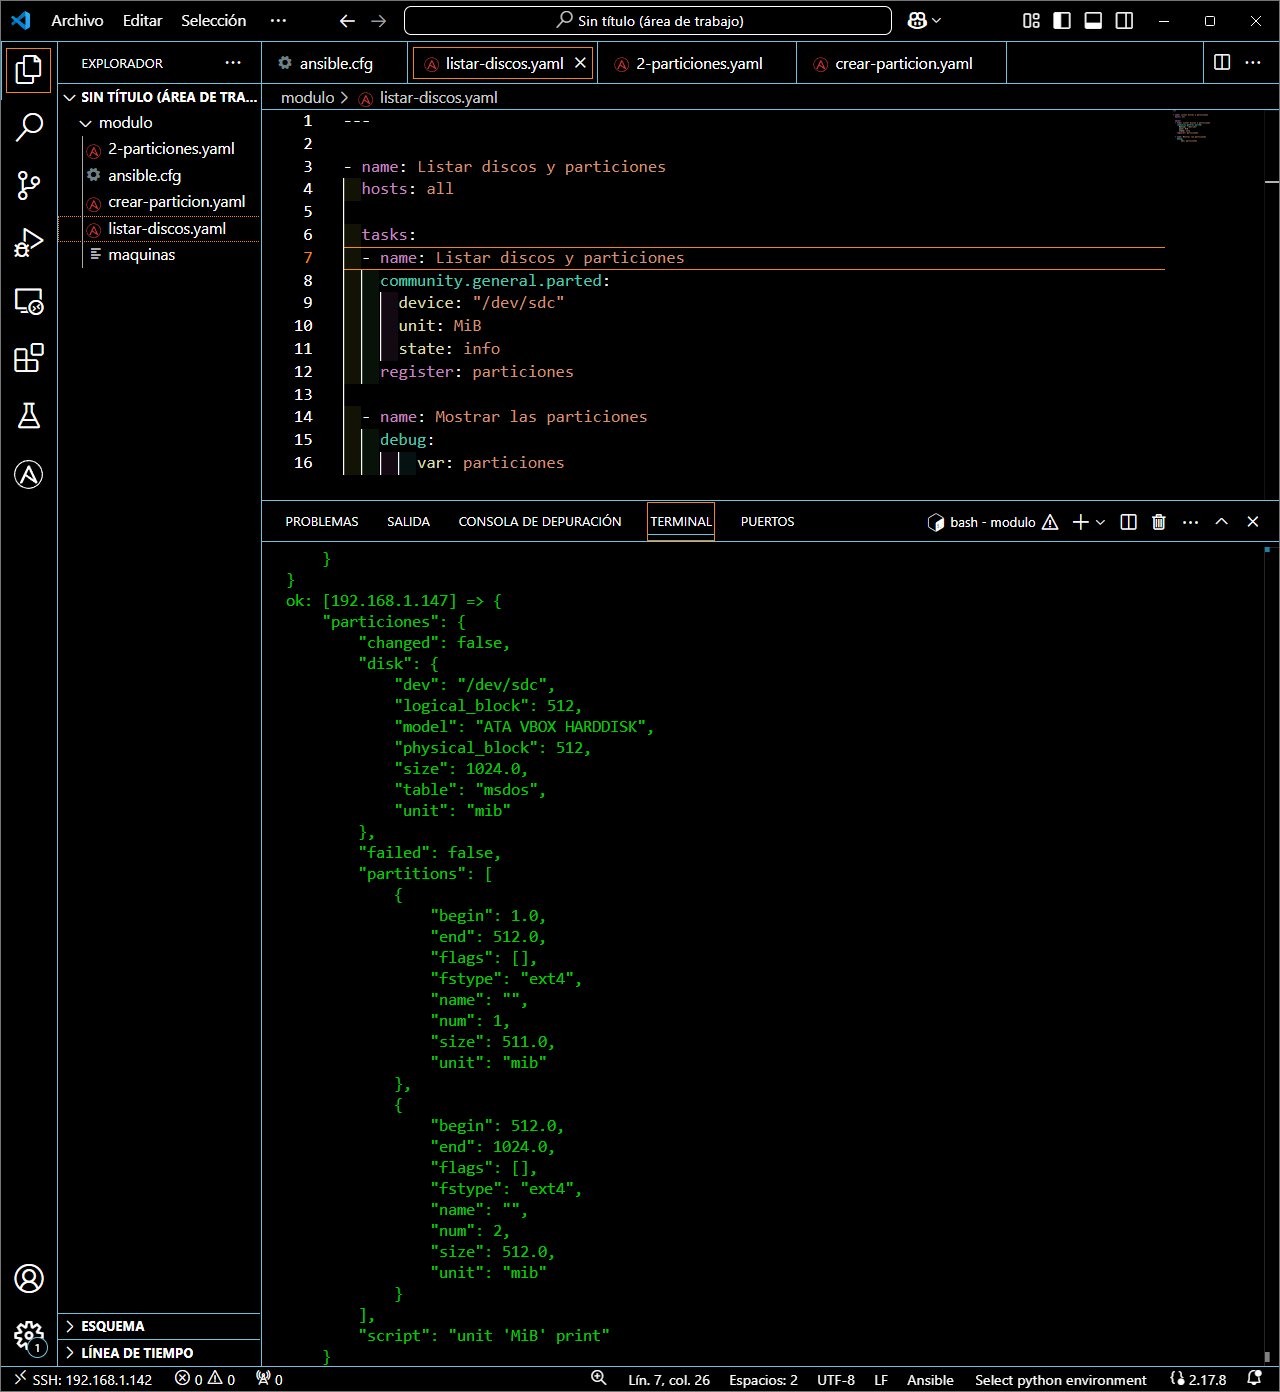 Archivo Editar Selección ··· Sin título (área de trabajo)
EXPLORADOR ··· ansible.cfg listar-discos.yaml 2-particiones.yaml crear-particion.yaml ···
SIN TÍTULO (ÁREA DE TRA...
modulo
2-particiones.yaml
ansible.cfg
crear-particion.yaml
listar-discos.yaml
maquinas
modulo > listar-discos.yaml
1 ---
2
3 - name: Listar discos y particiones
4 hosts: all
5
6 tasks:
7 - name: Listar discos y particiones
8 community.general.parted:
9 device: "/dev/sdc"
10 unit: MiB
11 state: info
12 register: particiones
13
14 - name: Mostrar las particiones
15 debug:
16 var: particiones
PROBLEMAS SALIDA CONSOLA DE DEPURACIÓN TERMINAL PUERTOS bash - modulo ···
}
}
ok: [192.168.1.147] => {
"particiones": {
"changed": false,
"disk": {
"dev": "/dev/sdc",
"logical_block": 512,
"model": "ATA VBOX HARDDISK",
"physical_block": 512,
"size": 1024.0,
"table": "msdos",
"unit": "mib"
},
"failed": false,
"partitions": [
{
"begin": 1.0,
"end": 512.0,
"flags": [],
"fstype": "ext4",
"name": "",
"num": 1,
"size": 511.0,
"unit": "mib"
},
{
"begin": 512.0,
"end": 1024.0,
"flags": [],
"fstype": "ext4",
"name": "",
"num": 2,
"size": 512.0,
"unit": "mib"
}
],
"script": "unit 'MiB' print"
}
ESQUEMA
LÍNEA DE TIEMPO
1
SSH: 192.168.1.142 0 0 0 Lín. 7, col. 26 Espacios: 2 UTF-8 LF Ansible Select python environment 2.17.8